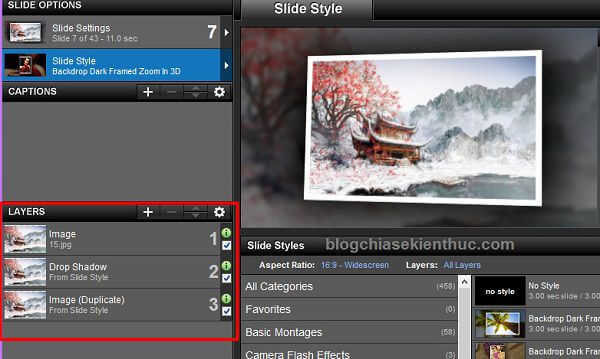 SLIDE OPTIONS
Slide Settings
Slide 7 of 43 - 11.0 sec
7
Slide Style
Backdrop Dark Framed Zoom In 3D
CAPTIONS
LAYERS
Image
15.jpg
1
Drop Shadow
From Slide Style
2
Image (Duplicate)
From Slide Style
3
Slide Style
Slide Styles
blogchiasekienthuc.com
Aspect Ratio: 16:9 - Widescreen Layers: All Layers
All Categories (458)
Favorites (0)
Basic Montages (58)
Camera Flash Effects
no style
No Style
3.00 sec slide / 3.00
Backdrop Dark Fram
3.00 sec slide / 3.00
Backdrop Dark Fram